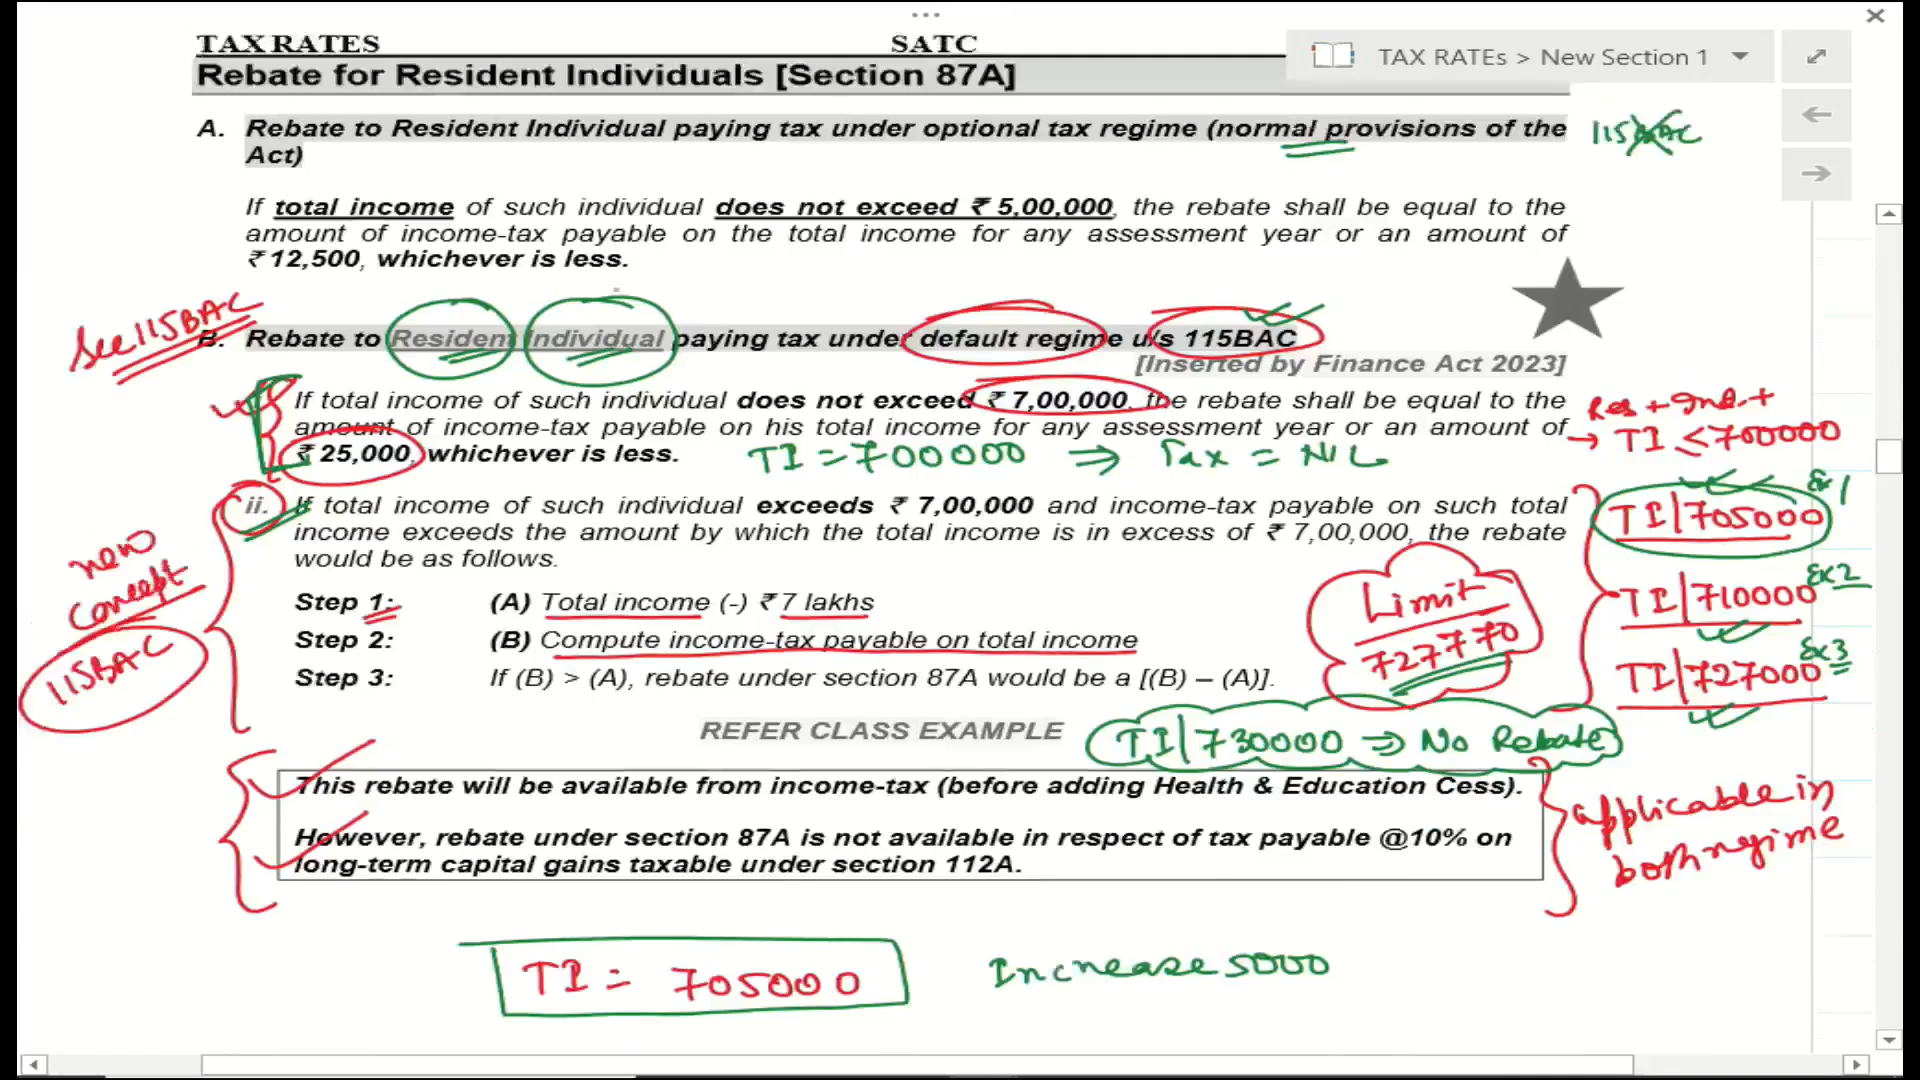 TAX RATES SATC
TAX RATEs > New Section 1
Rebate for Resident Individuals [Section 87A]
A. Rebate to Resident Individual paying tax under optional tax regime (normal provisions of the
Act)
115BAC
If total income of such individual does not exceed ₹ 5,00,000, the rebate shall be equal to the
amount of income-tax payable on the total income for any assessment year or an amount of
₹ 12,500, whichever is less.
See 115BAC
B. Rebate to Resident Individual paying tax under default regime u/s 115BAC
[Inserted by Finance Act 2023]
If total income of such individual does not exceed ₹ 7,00,000, the rebate shall be equal to the
amount of income-tax payable on his total income for any assessment year or an amount of
₹ 25,000, whichever is less.
TI = 700000 ⇒ Tax = NIL
Res + Ind. +
→ TI ≤ 700000
ii. If total income of such individual exceeds ₹ 7,00,000 and income-tax payable on such total
income exceeds the amount by which the total income is in excess of ₹ 7,00,000, the rebate
would be as follows.
new
concept
115BAC
Step 1: (A) Total income (-) ₹ 7 lakhs
Step 2: (B) Compute income-tax payable on total income
Step 3: If (B) > (A), rebate under section 87A would be a [(B) – (A)].
Limit
727770
Ex1
TI|705000
Ex2
TI|710000
Ex3
TI|727000
REFER CLASS EXAMPLE
TI|730000 ⇒ No Rebate
This rebate will be available from income-tax (before adding Health & Education Cess).
However, rebate under section 87A is not available in respect of tax payable @10% on
long-term capital gains taxable under section 112A.
applicable in
both regime
TI = 705000
Increase 5000